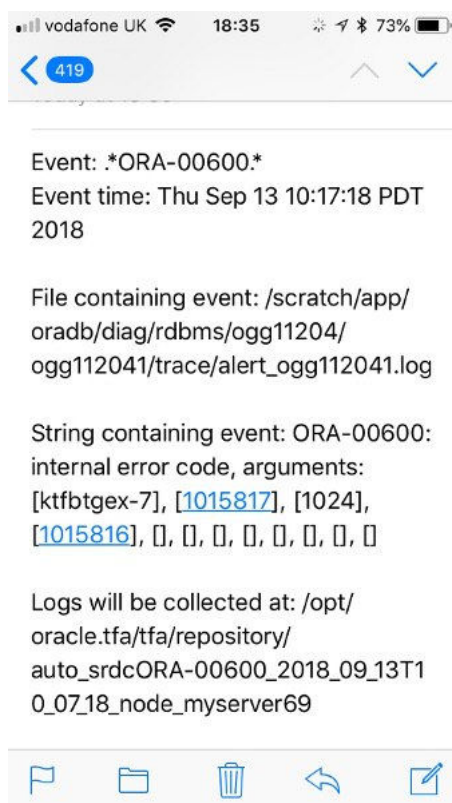 vodafone UK 18:35 73%
419
Event: .*ORA-00600.*
Event time: Thu Sep 13 10:17:18 PDT
2018
File containing event: /scratch/app/
oradb/diag/rdbms/ogg11204/
ogg112041/trace/alert_ogg112041.log
String containing event: ORA-00600:
internal error code, arguments:
[ktfbtgex-7], [1015817], [1024],
[1015816], [], [], [], [], [], [], [], []
Logs will be collected at: /opt/
oracle.tfa/tfa/repository/
auto_srdcORA-00600_2018_09_13T1
0_07_18_node_myserver69